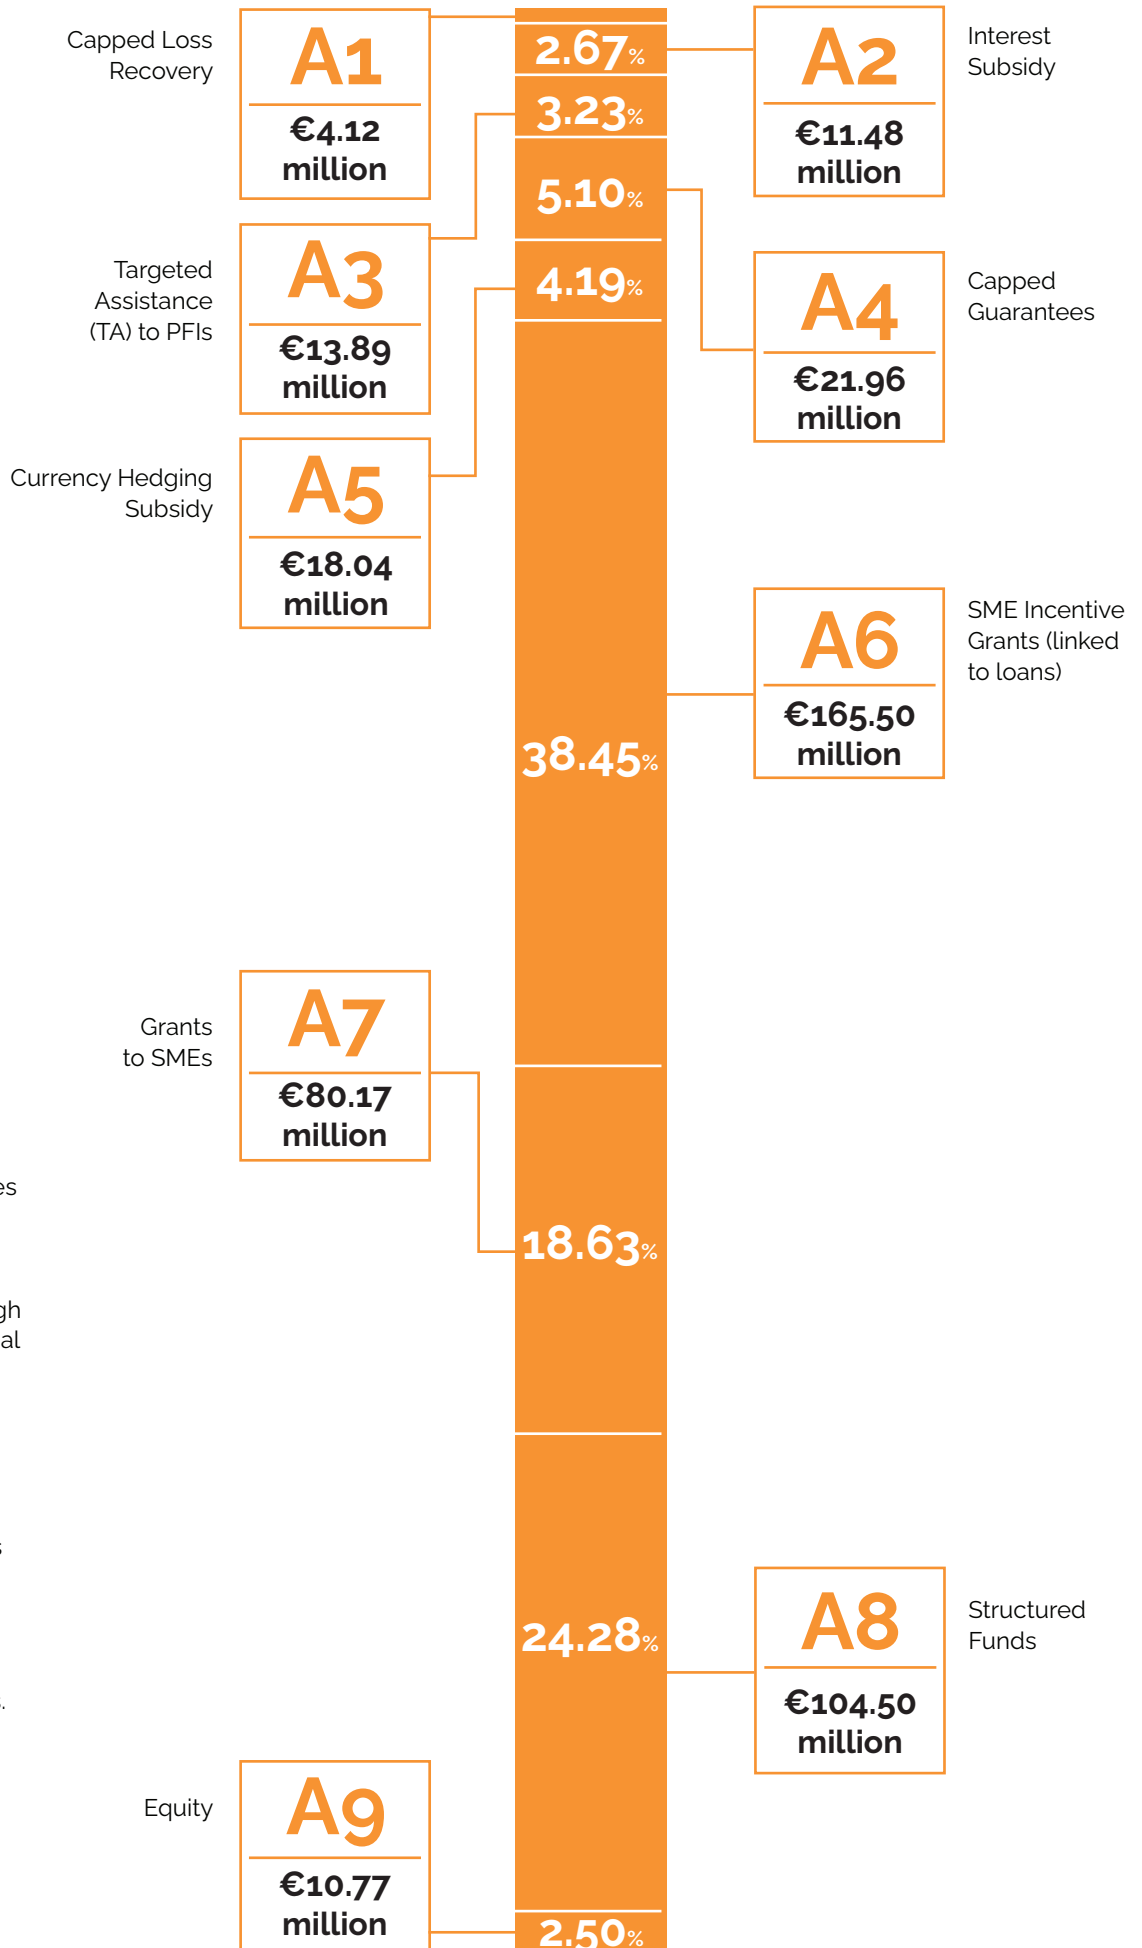 Capped Loss
Recovery
A1
€4.12
million
2.67%
A2
€11.48
million
Interest
Subsidy
3.23%
Targeted
Assistance
(TA) to PFIs
A3
€13.89
million
5.10%
A4
€21.96
million
Capped
Guarantees
4.19%
Currency Hedging
Subsidy
A5
€18.04
million
38.45%
A6
€165.50
million
SME Incentive
Grants (linked
to loans)
Grants
to SMEs
A7
€80.17
million
18.63%
24.28%
A8
€104.50
million
Structured
Funds
Equity
A9
€10.77
million
2.50%